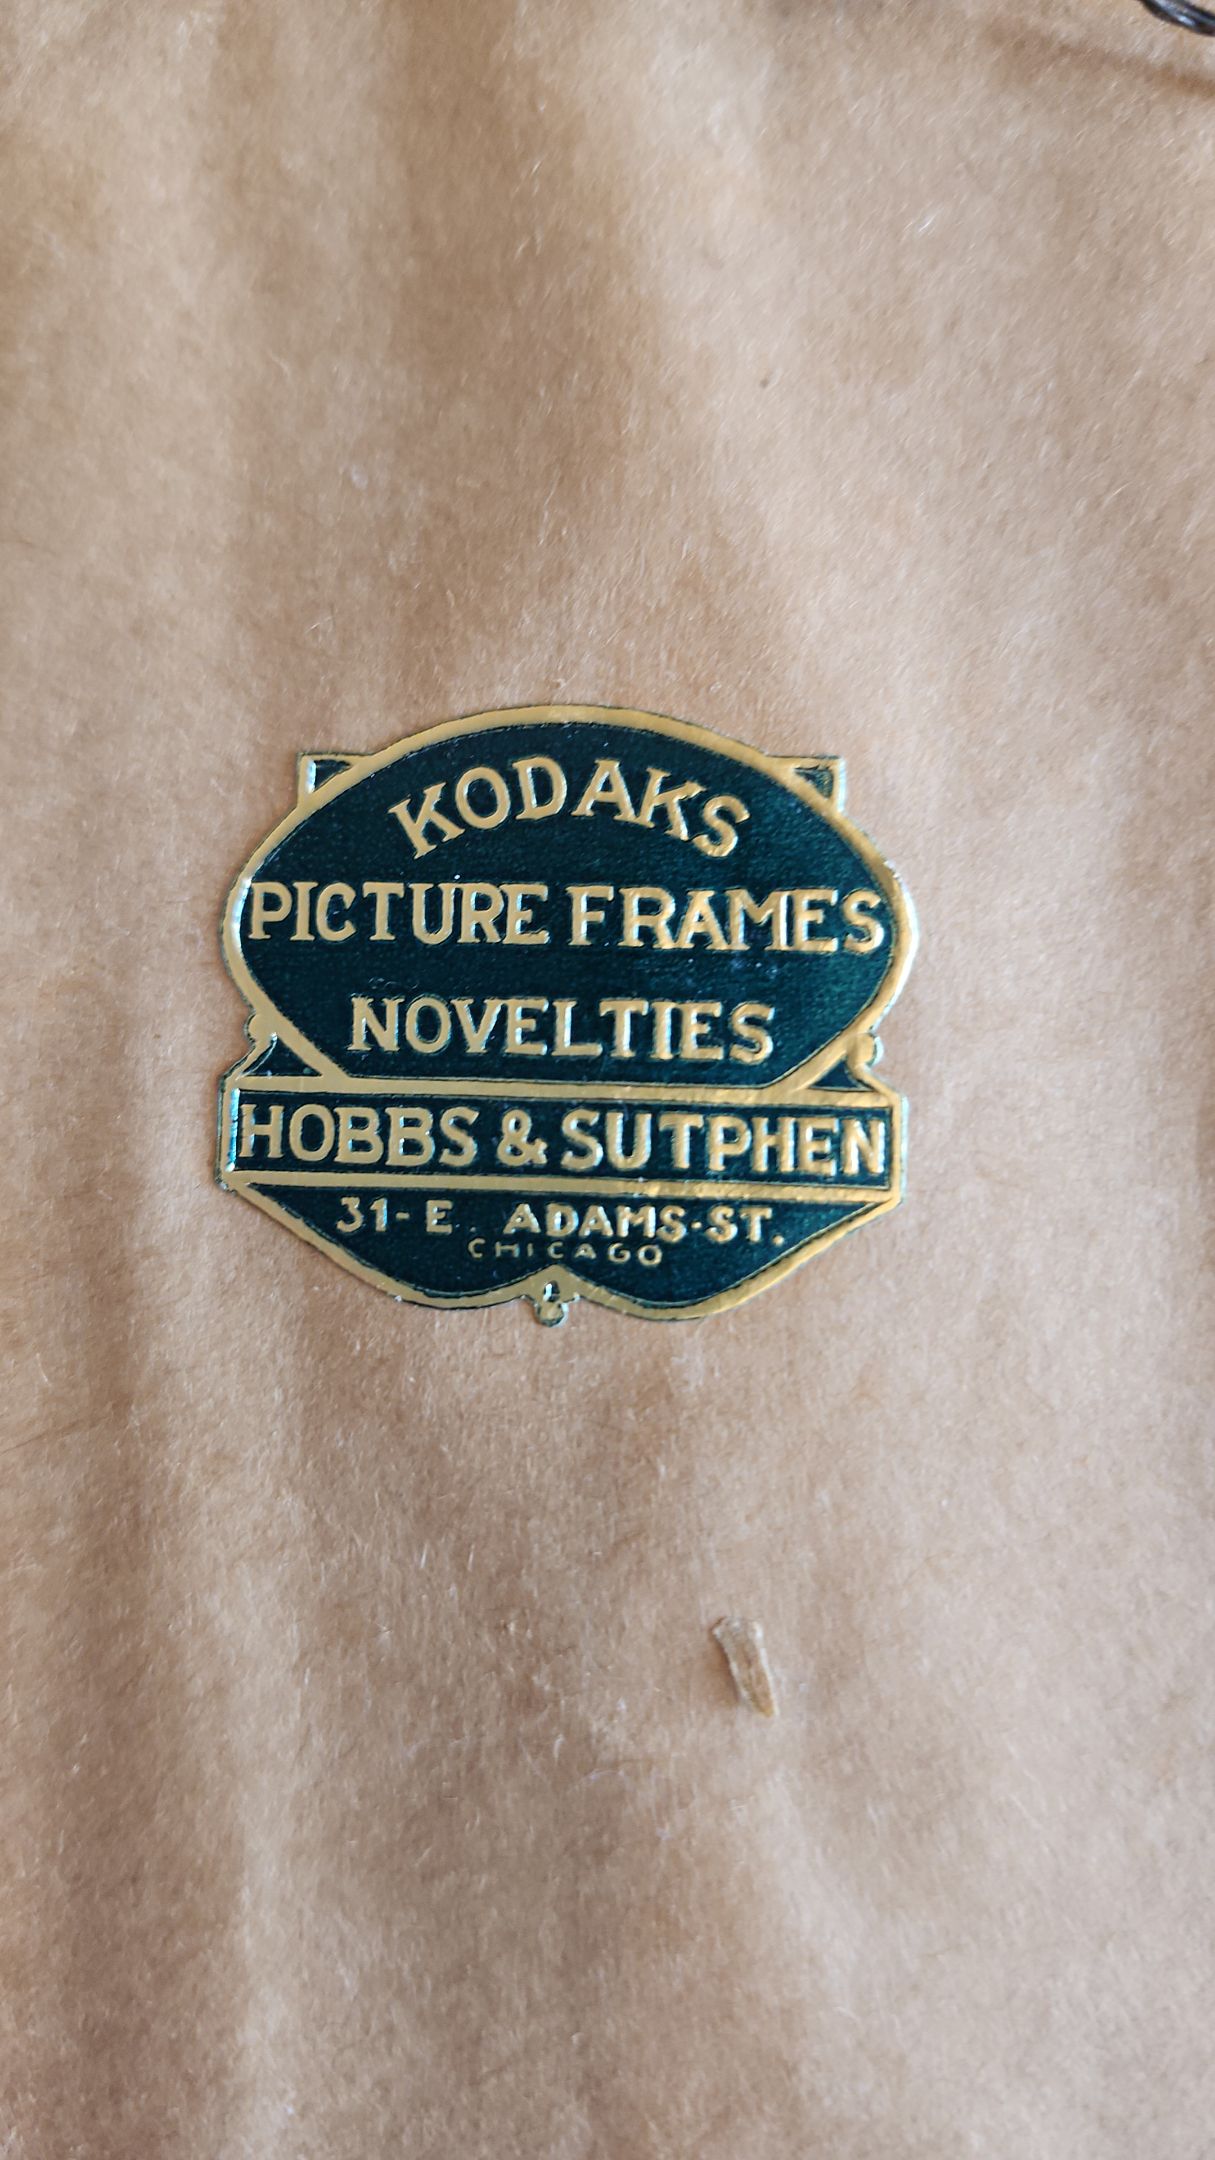 KODAKS
PICTURE FRAMES
NOVELTIES
HOBBS & SUTPHEN
31-E. ADAMS·ST.
CHICAGO